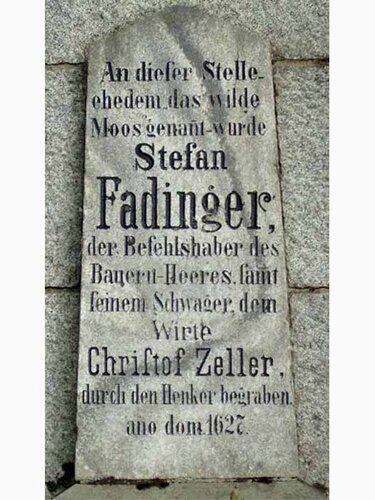 An dieſer Stelle-
ehedem das wilde
Moos genañt-wurde
Stefan
Fadinger,
der Befehlshaber des
Bauern-Heeres, ſamt
ſeinem Schwager, dem
Wirte
Chriſtof Zeller,
durch den Henker begraben.
ano dom. 1627.